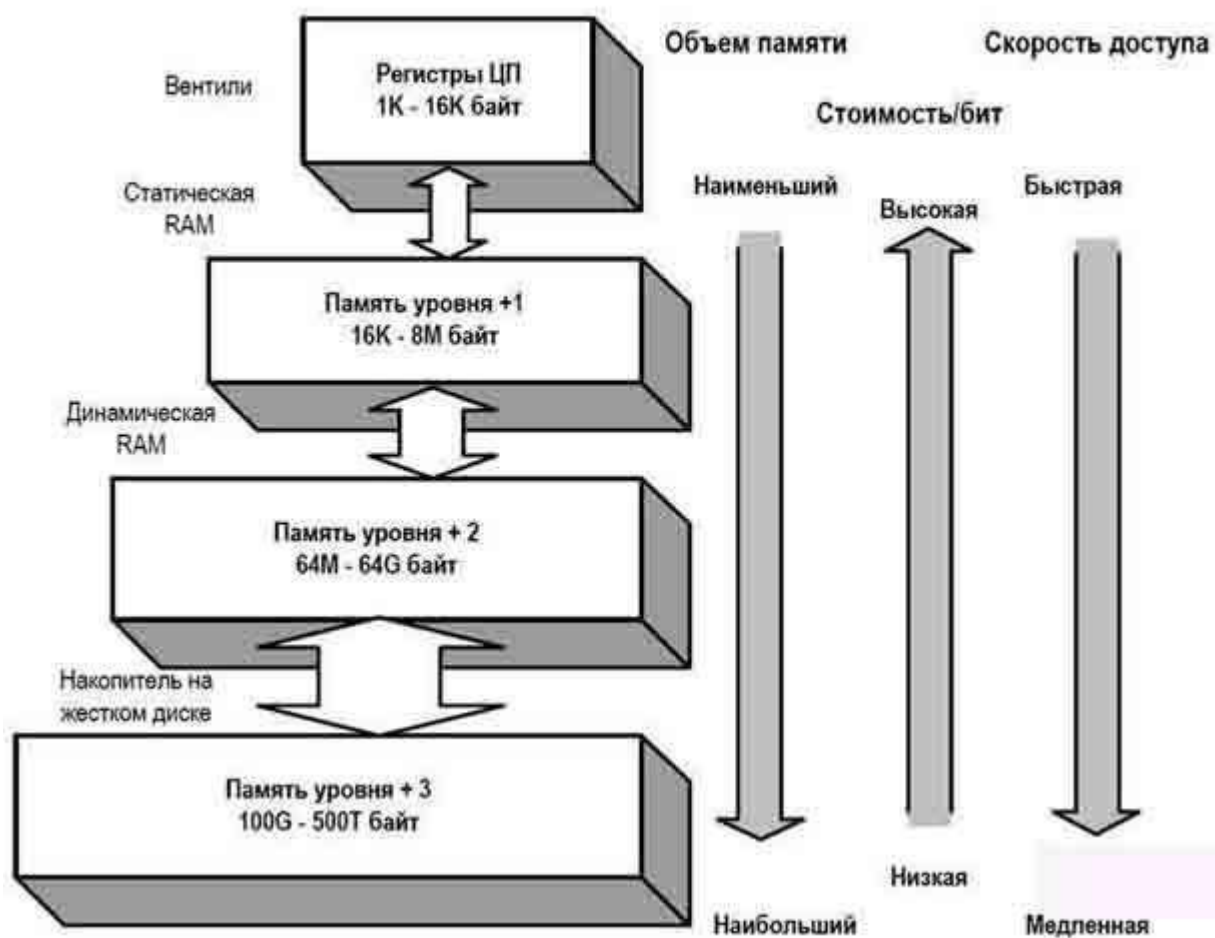 Объем памяти
Скорость доступа
Стоимость/бит
Вентили
Регистры ЦП
1K - 16K байт
Наименьший
Высокая
Быстрая
Статическая
RAM
Память уровня +1
16K - 8M байт
Динамическая
RAM
Память уровня + 2
64M - 64G байт
Накопитель на
жестком диске
Память уровня + 3
100G - 500T байт
Низкая
Наибольший
Медленная